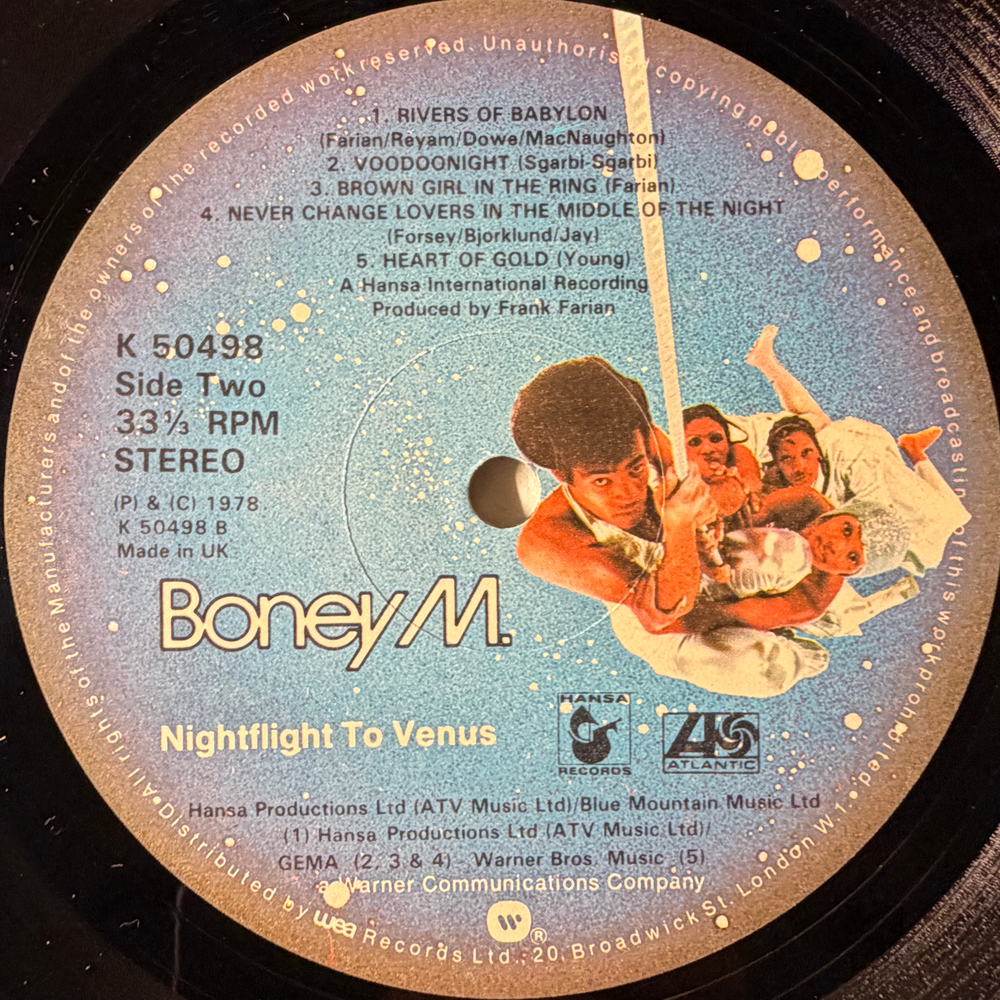 1. RIVERS OF BABYLON
(Farian/Reyam/Dowe/MacNaughton)
2. VOODOONIGHT (Sgarbi-Sgarbi)
3. BROWN GIRL IN THE RING (Farian)
4. NEVER CHANGE LOVERS IN THE MIDDLE OF THE NIGHT
(Forsey/Bjorklund/Jay)
5. HEART OF GOLD (Young)
A Hansa International Recording
Produced by Frank Farian
K 50498
Side Two
33⅓ RPM
STEREO
(P) & (C) 1978
K 50498 B
Made in UK
Boney M.
Nightflight To Venus
HANSA
RECORDS
ATLANTIC
Hansa Productions Ltd (ATV Music Ltd)/Blue Mountain Music Ltd
(1) Hansa Productions Ltd (ATV Music Ltd)/
GEMA (2, 3 & 4) - Warner Bros. Music (5)
a Warner Communications Company
®
All rights of the Manufacturers and of the owners of the recorded work reserved. Unauthorised copying public performance and broadcasting of this work prohibited.
Distributed by wea Records Ltd., 20, Broadwick St. London W.1.